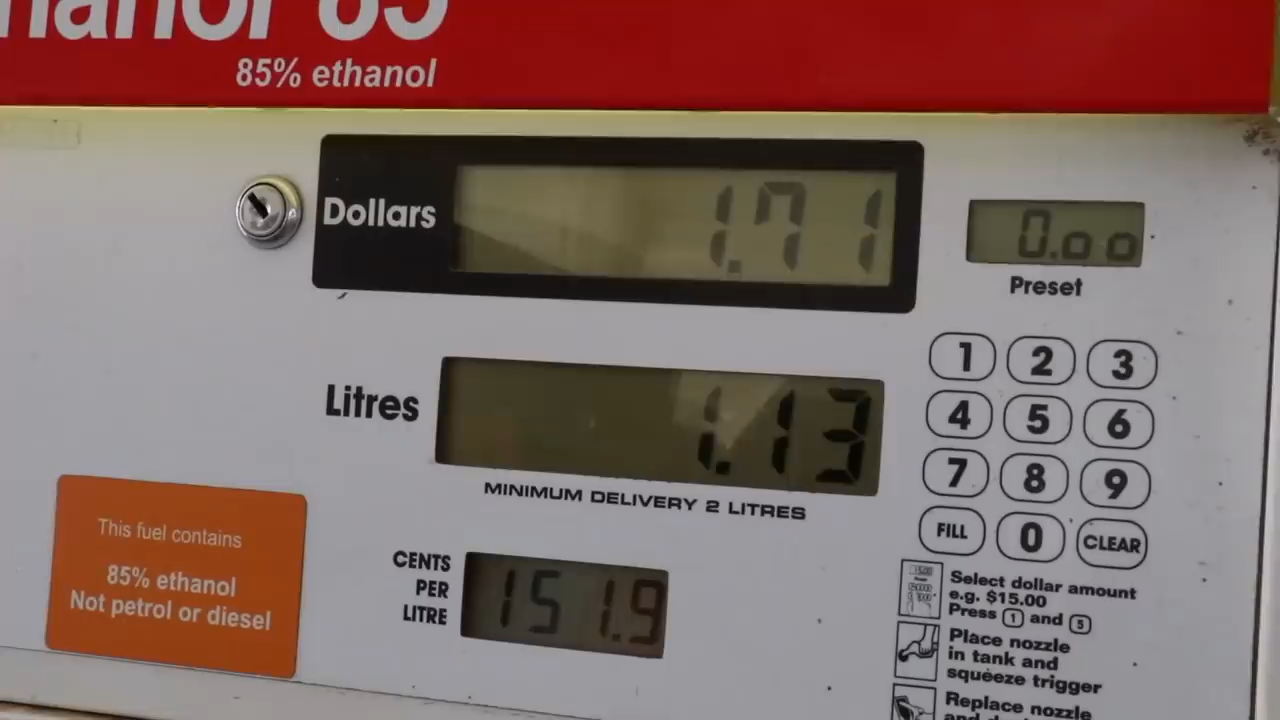 hanol 85
85% ethanol
Dollars
1.71
0.00
Preset
Litres
1.13
MINIMUM DELIVERY 2 LITRES
CENTS
PER
LITRE
151.9
1 2 3
4 5 6
7 8 9
FILL 0 CLEAR
This fuel contains
85% ethanol
Not petrol or diesel
Select dollar amount
e.g. $15.00
Press 1 and 5
Place nozzle
in tank and
squeeze trigger
Replace nozzle